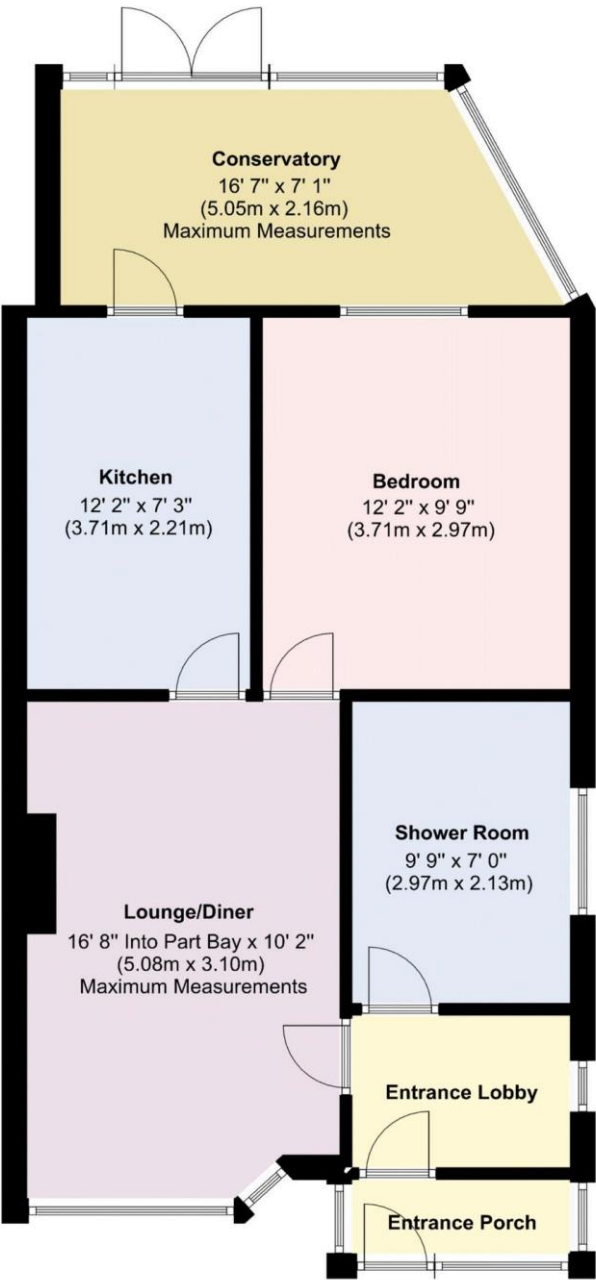 Conservatory
16' 7" x 7' 1"
(5.05m x 2.16m)
Maximum Measurements
Kitchen
12' 2" x 7' 3"
(3.71m x 2.21m)
Bedroom
12' 2" x 9' 9"
(3.71m x 2.97m)
Shower Room
9' 9" x 7' 0"
(2.97m x 2.13m)
Lounge/Diner
16' 8" Into Part Bay x 10' 2"
(5.08m x 3.10m)
Maximum Measurements
Entrance Lobby
Entrance Porch